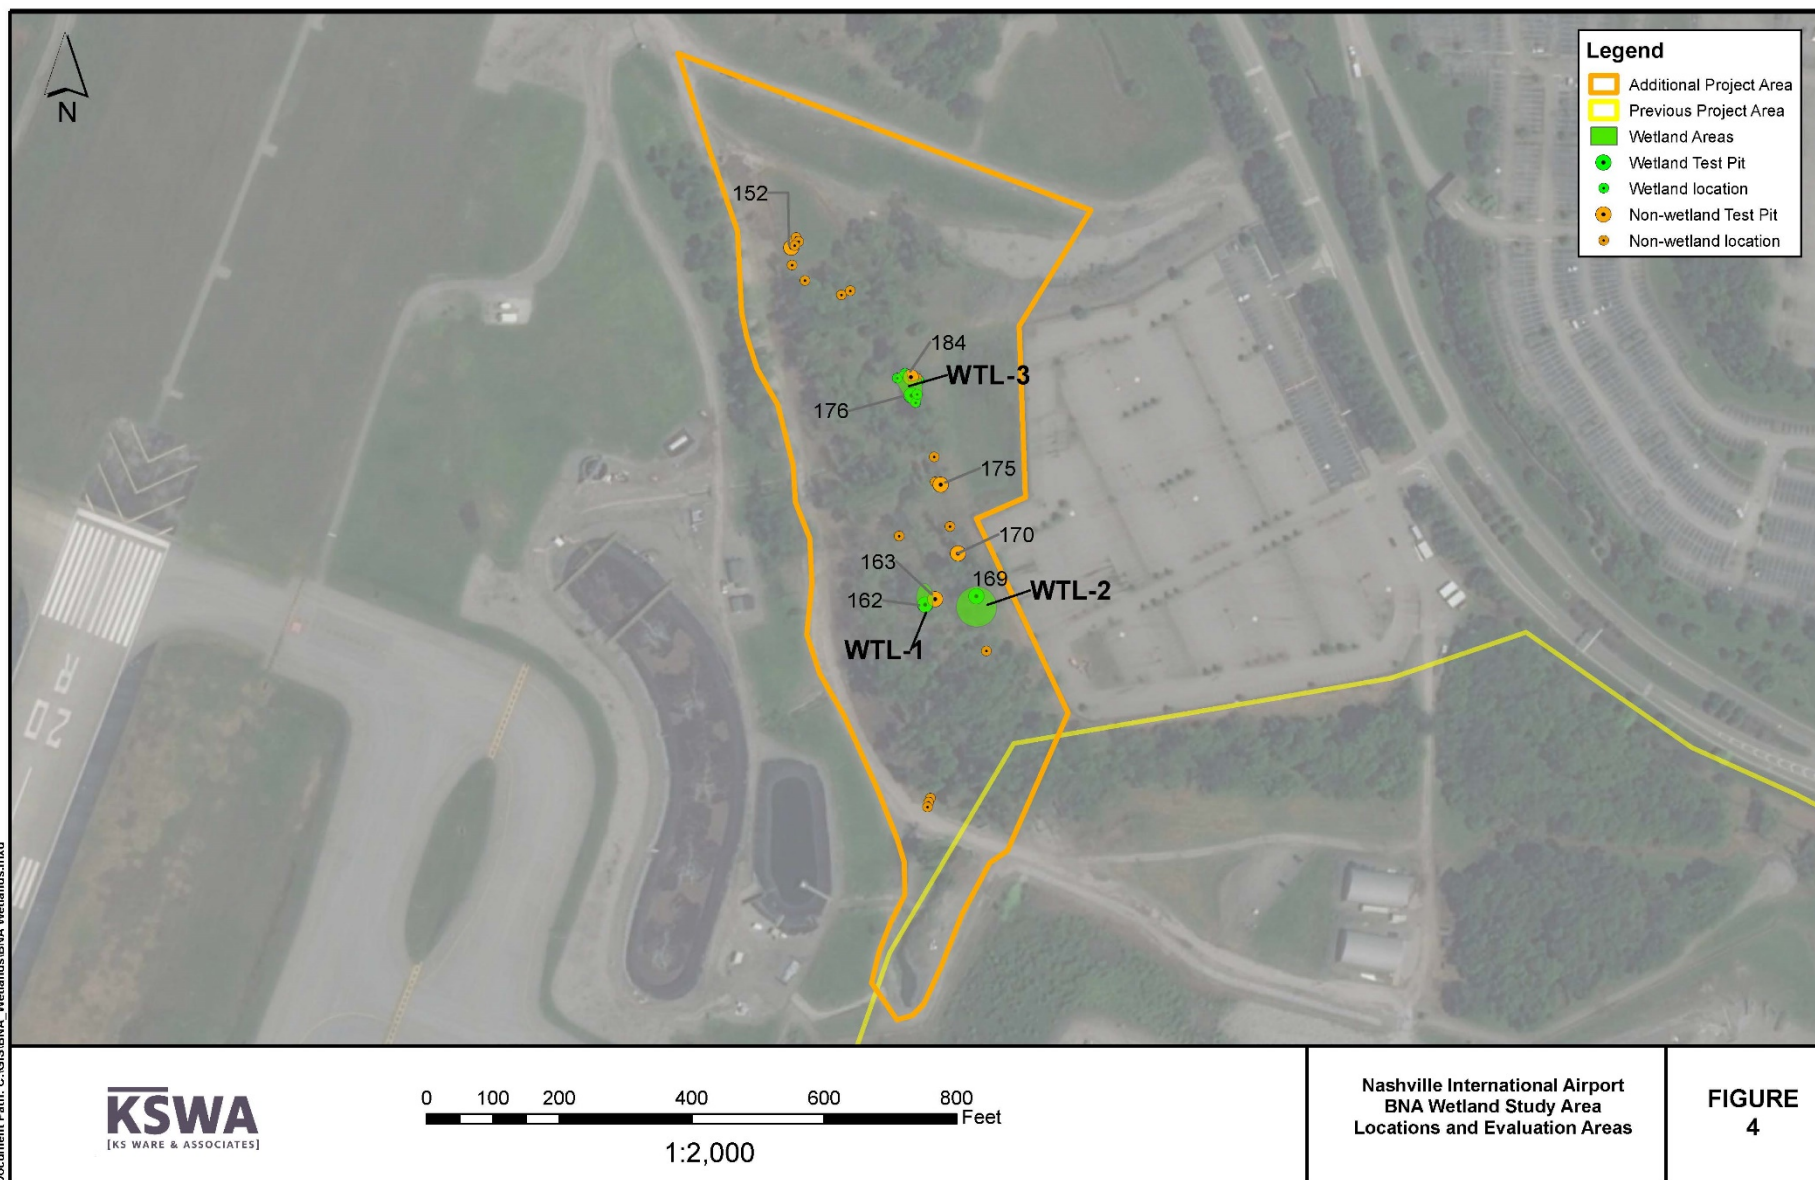 N
Legend
Additional Project Area
Previous Project Area
Wetland Areas
Wetland Test Pit
Wetland location
Non-wetland Test Pit
Non-wetland location
152
184
WTL-3
176
175
170
163
169
162
WTL-2
WTL-1
20
R
KSWA
[KS WARE & ASSOCIATES]
0 100 200 400 600 800
Feet
1:2,000
Nashville International Airport
BNA Wetland Study Area
Locations and Evaluation Areas
FIGURE
4